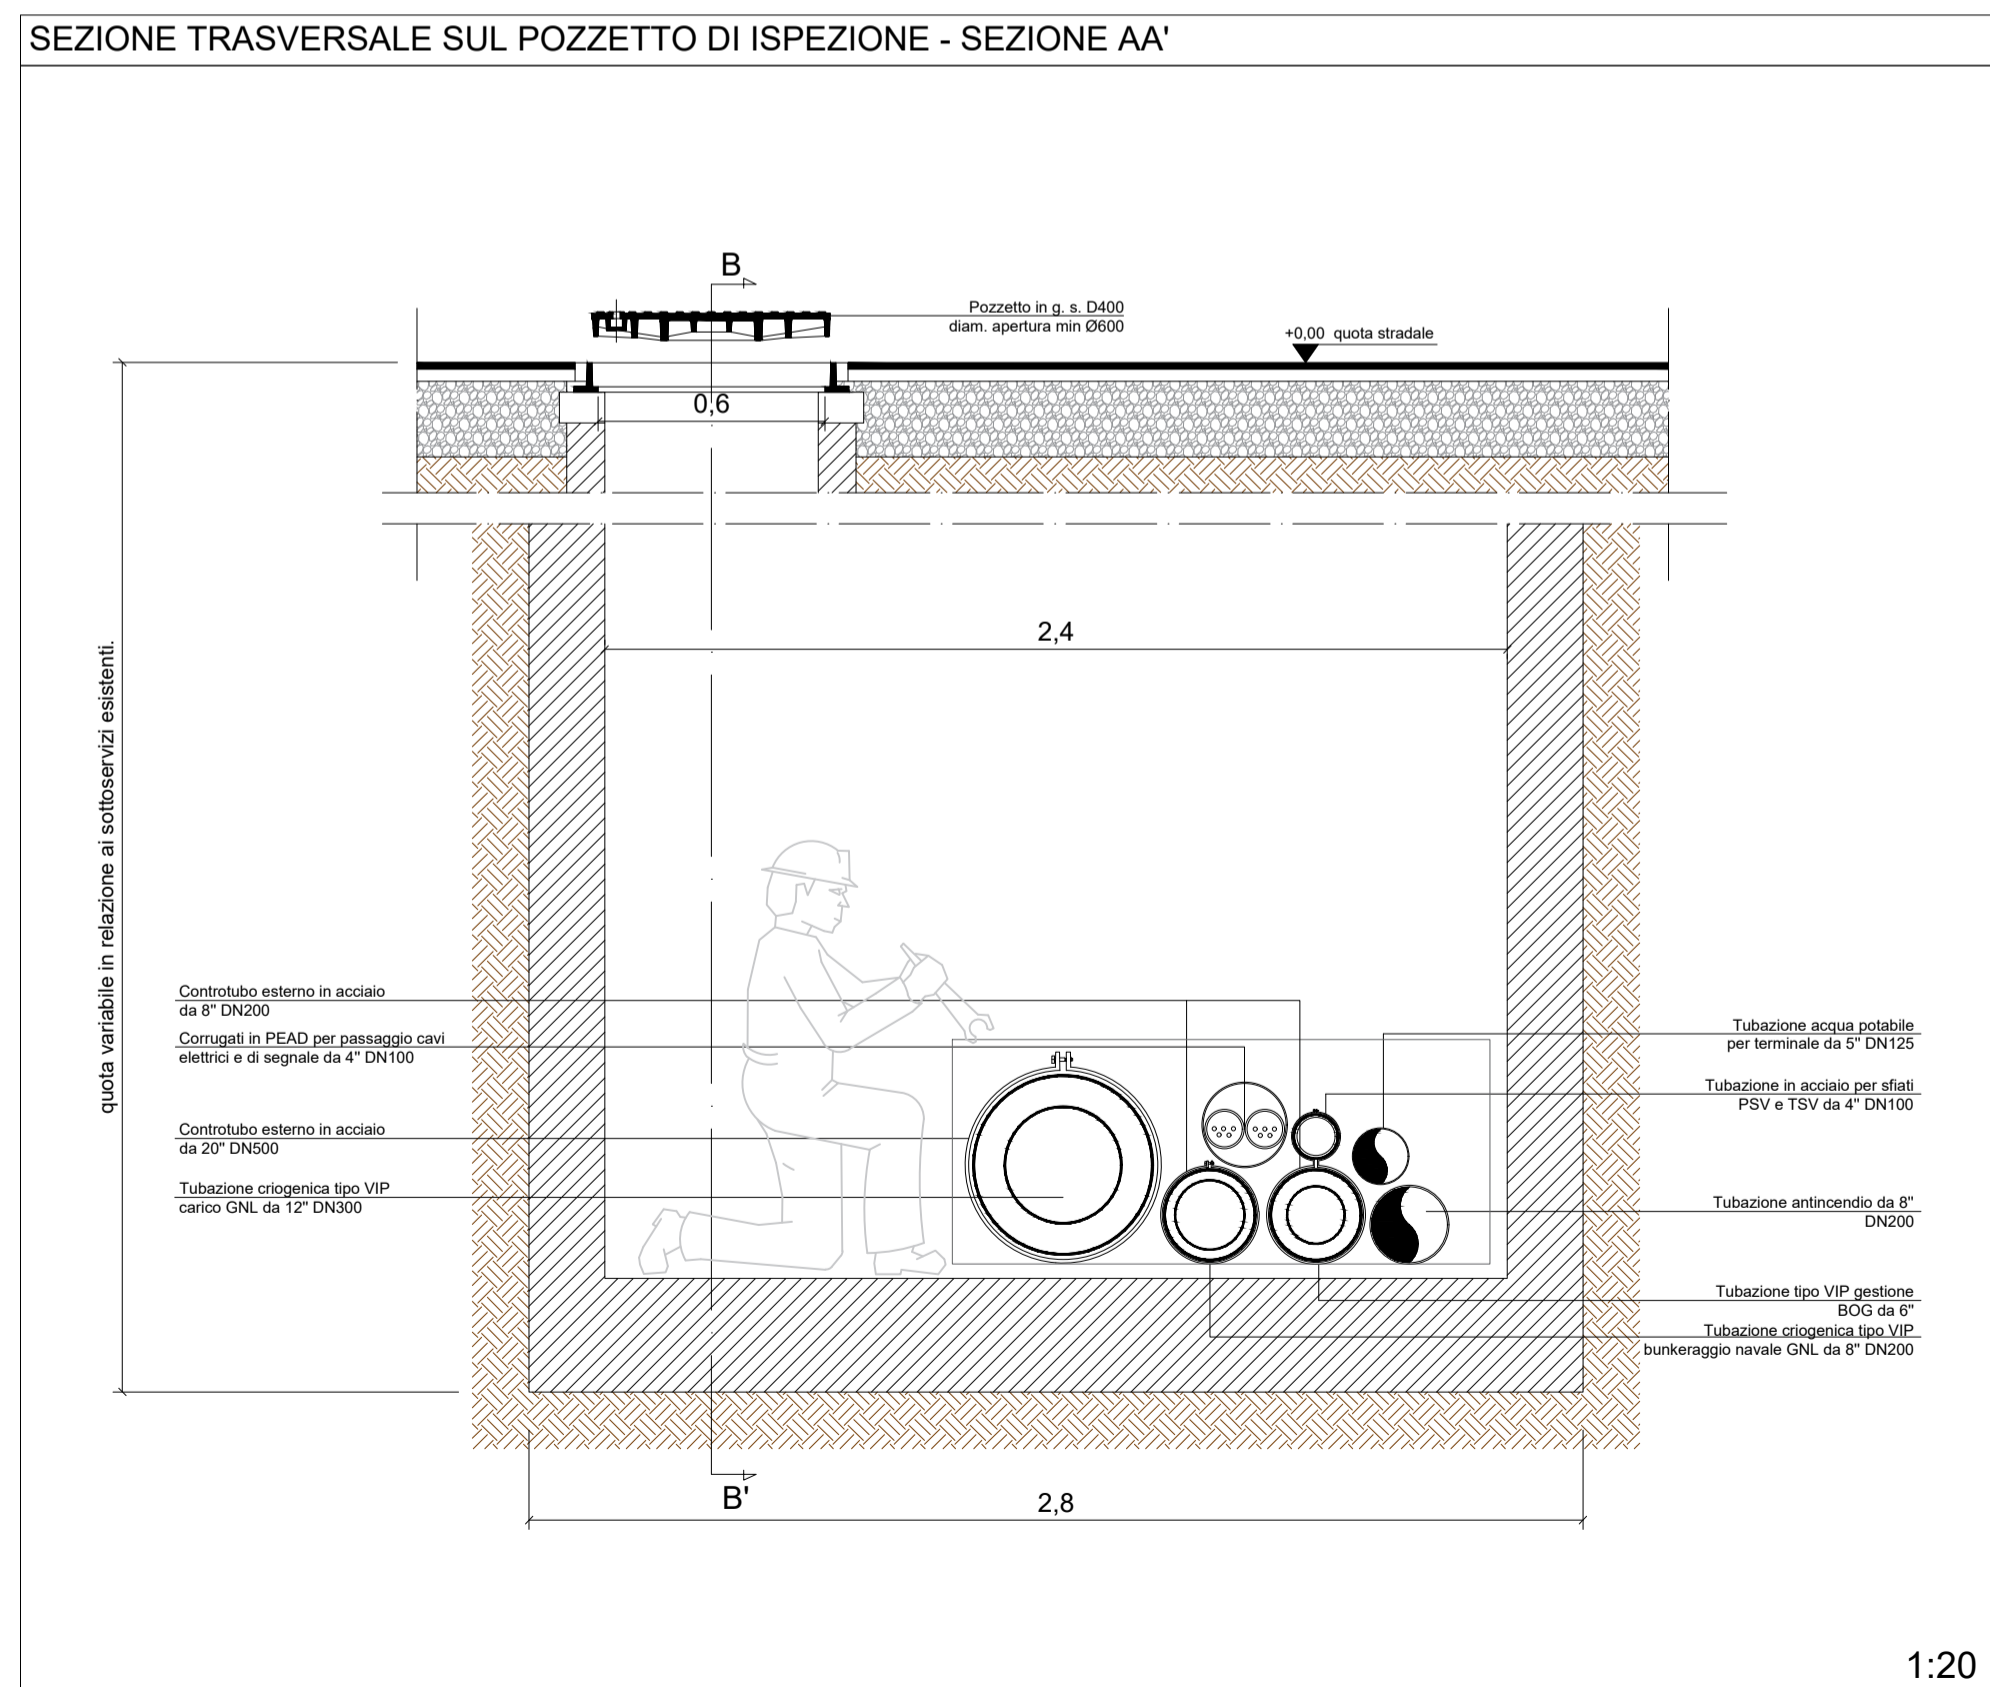 SEZIONE TRASVERSALE SUL POZZETTO DI ISPEZIONE - SEZIONE AA'
B
Pozzetto in g. s. D400
diam. apertura min Ø600
+0,00 quota stradale
0,6
2,4
quota variabile in relazione ai sottoservizi esistenti.
Controtubo esterno in acciaio
da 8" DN200
Corrugati in PEAD per passaggio cavi
elettrici e di segnale da 4" DN100
Controtubo esterno in acciaio
da 20" DN500
Tubazione criogenica tipo VIP
carico GNL da 12" DN300
Tubazione acqua potabile
per terminale da 5" DN125
Tubazione in acciaio per sfiati
PSV e TSV da 4" DN100
Tubazione antincendio da 8"
DN200
Tubazione tipo VIP gestione
BOG da 6"
Tubazione criogenica tipo VIP
bunkeraggio navale GNL da 8" DN200
B'
2,8
1:20